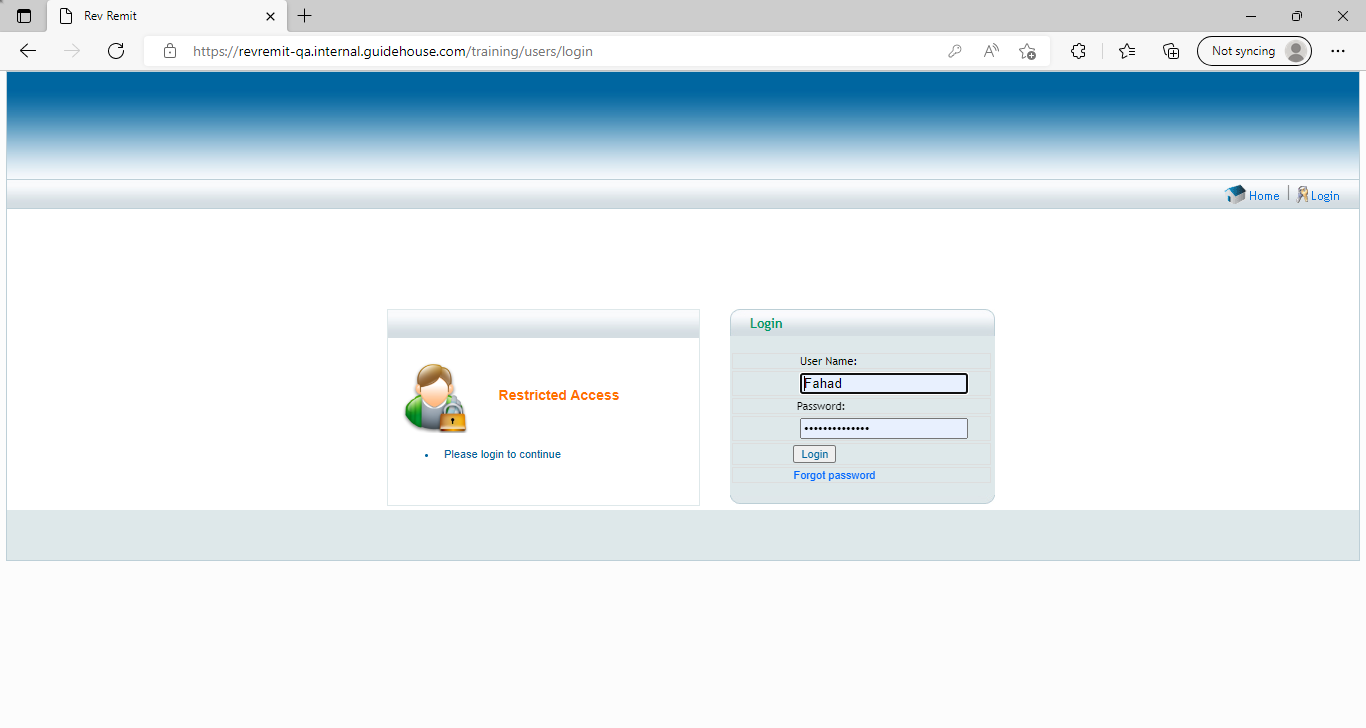 Rev Remit
https://revremit-qa.internal.guidehouse.com/training/users/login
Not syncing
Home
Login
Login
User Name:
Fahad
Restricted Access
Password:
••••••••••••••
Please login to continue
Login
Forgot password